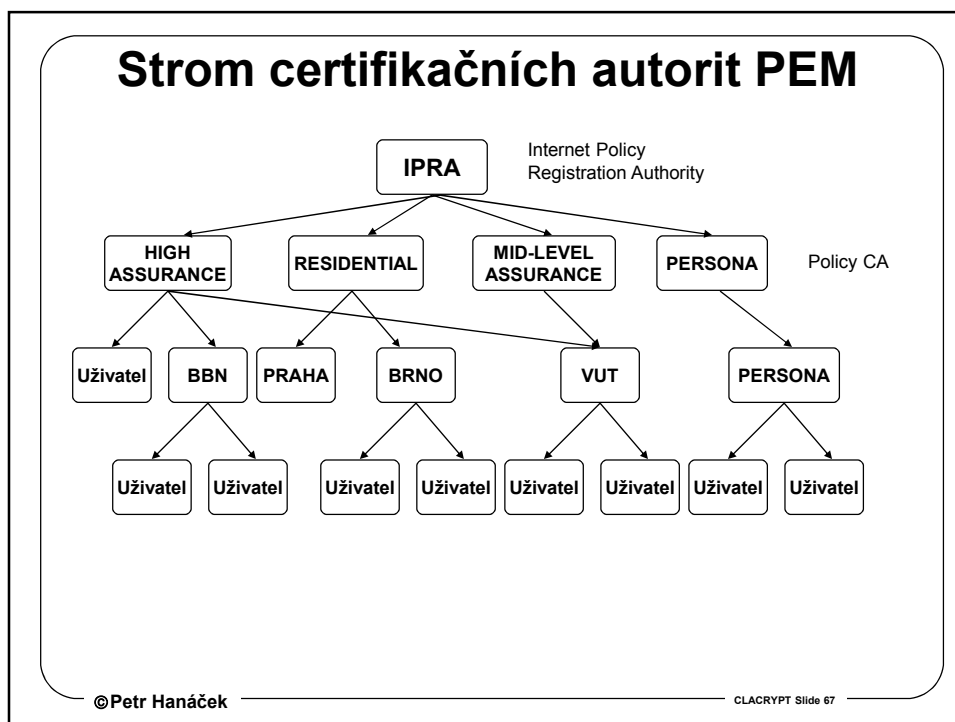 Strom certifikačních autorit PEM
IPRA
Internet Policy
Registration Authority
HIGH
ASSURANCE
RESIDENTIAL
MID-LEVEL
ASSURANCE
PERSONA
Policy CA
Uživatel
BBN
PRAHA
BRNO
VUT
PERSONA
Uživatel
Uživatel
Uživatel
Uživatel
Uživatel
Uživatel
Uživatel
Uživatel
©Petr Hanáček
CLACRYPT Slide 67